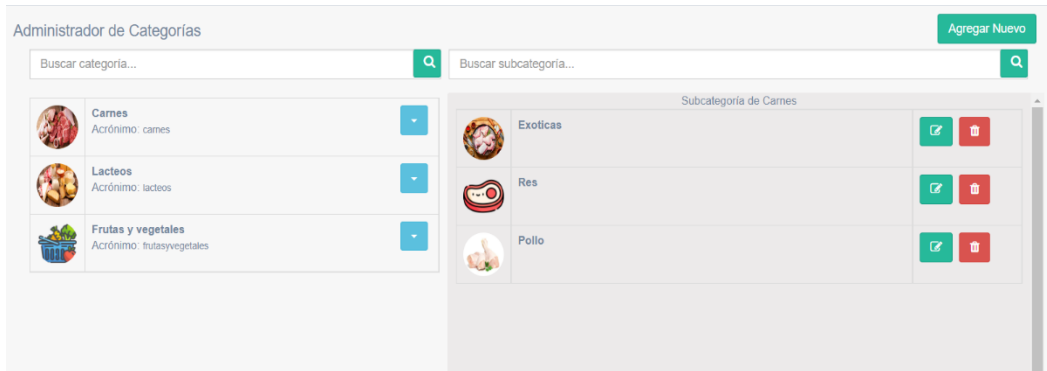 Administrador de Categorías
Agregar Nuevo
Buscar categoría...
Buscar subcategoría...
Carnes
Acrónimo: carnes
Lacteos
Acrónimo: lacteos
Frutas y vegetales
Acrónimo: frutasyvegetales
Subcategoría de Carnes
Exoticas
Res
Pollo